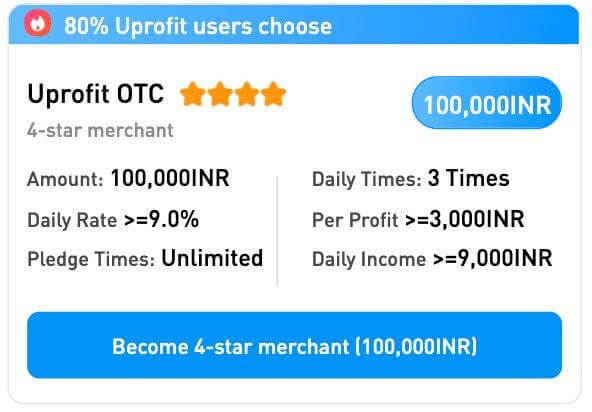 80% Uprofit users choose
Uprofit OTC
100,000INR
4-star merchant
Amount: 100,000INR
Daily Times: 3 Times
Daily Rate >=9.0%
Per Profit >=3,000INR
Pledge Times: Unlimited
Daily Income >=9,000INR
Become 4-star merchant (100,000INR)